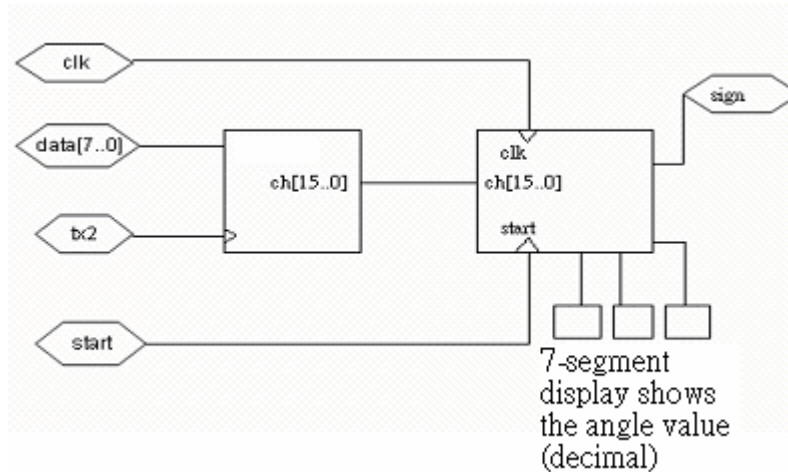 clk
data[7..0]
tx2
start
ch[15..0]
clk
ch[15..0]
start
sign
7-segment
display shows
the angle value
(decimal)